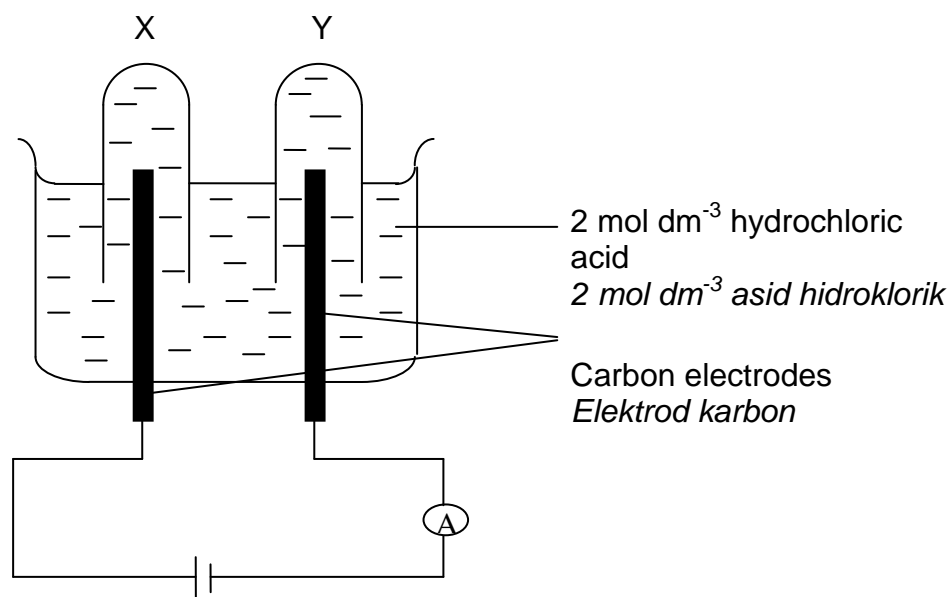 X Y
2 mol dm⁻³ hydrochloric
acid
2 mol dm⁻³ asid hidroklorik
Carbon electrodes
Elektrod karbon
A